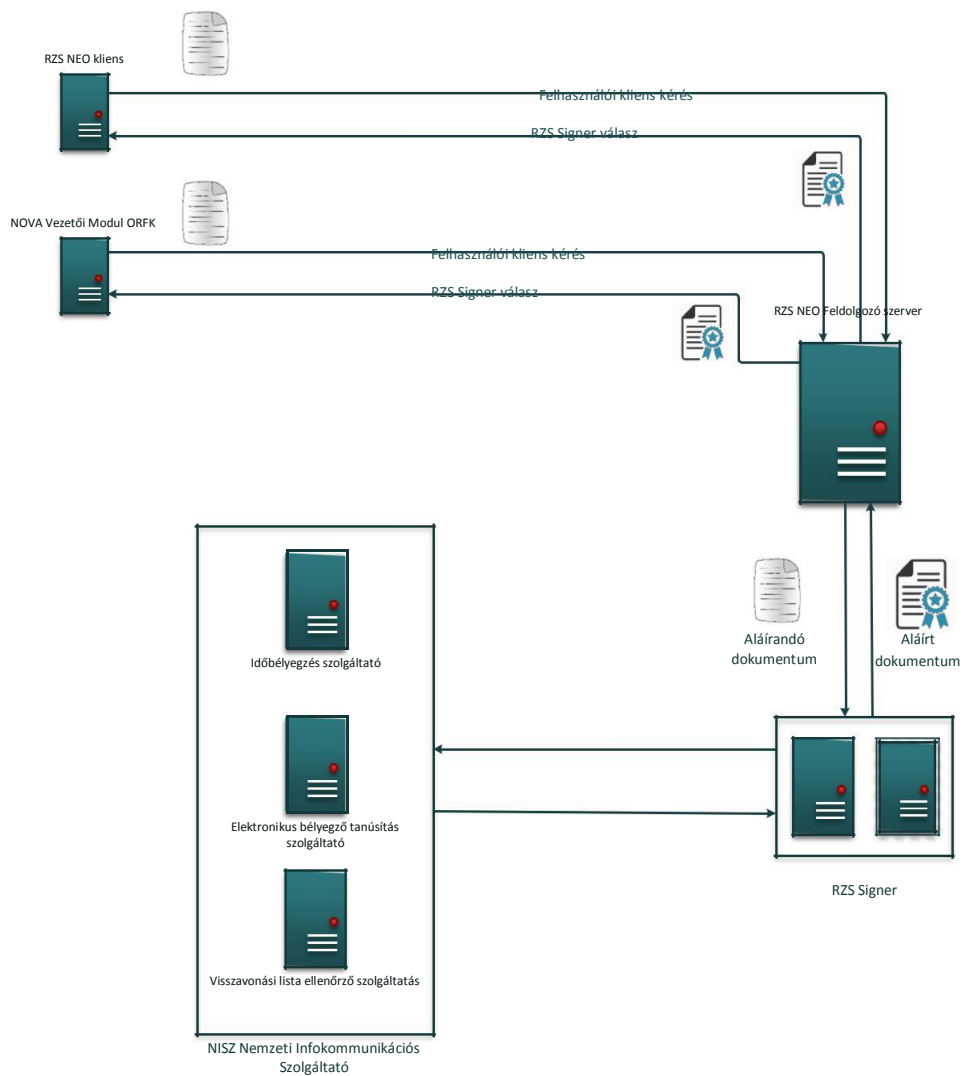 RZS NEO kliens
Felhasználói kliens kérés
RZS Signer válasz
NOVA Vezetői Modul ORFK
Felhasználói kliens kérés
RZS Signer válasz
RZS NEO Feldolgozó szerver
Aláírandó
dokumentum
Aláírt
dokumentum
Időbélyegzés szolgáltató
Elektronikus bélyegző tanúsítás
szolgáltató
Visszavonási lista ellenőrző szolgáltatás
RZS Signer
NISZ Nemzeti Infokommunikációs
Szolgáltató